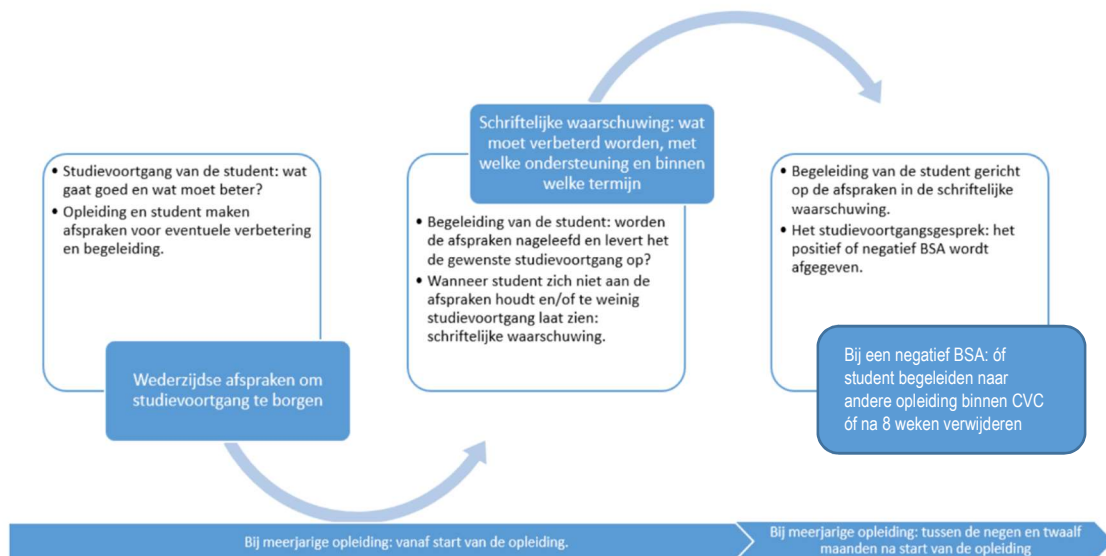 • Studievoortgang van de student: wat
gaat goed en wat moet beter?
• Opleiding en student maken
afspraken voor eventuele verbetering
en begeleiding.
Wederzijdse afspraken om
studievoortgang te borgen
Schriftelijke waarschuwing: wat
moet verbeterd worden, met
welke ondersteuning en binnen
welke termijn
• Begeleiding van de student: worden
de afspraken nageleefd en levert het
de gewenste studievoortgang op?
• Wanneer student zich niet aan de
afspraken houdt en/of te weinig
studievoortgang laat zien:
schriftelijke waarschuwing.
• Begeleiding van de student gericht
op de afspraken in de schriftelijke
waarschuwing.
• Het studievoortgangsgesprek: het
positief of negatief BSA wordt
afgegeven.
Bij een negatief BSA: óf
student begeleiden naar
andere opleiding binnen CVC
óf na 8 weken verwijderen
Bij meerjarige opleiding: vanaf start van de opleiding.
Bij meerjarige opleiding: tussen de negen en twaalf
maanden na start van de opleiding